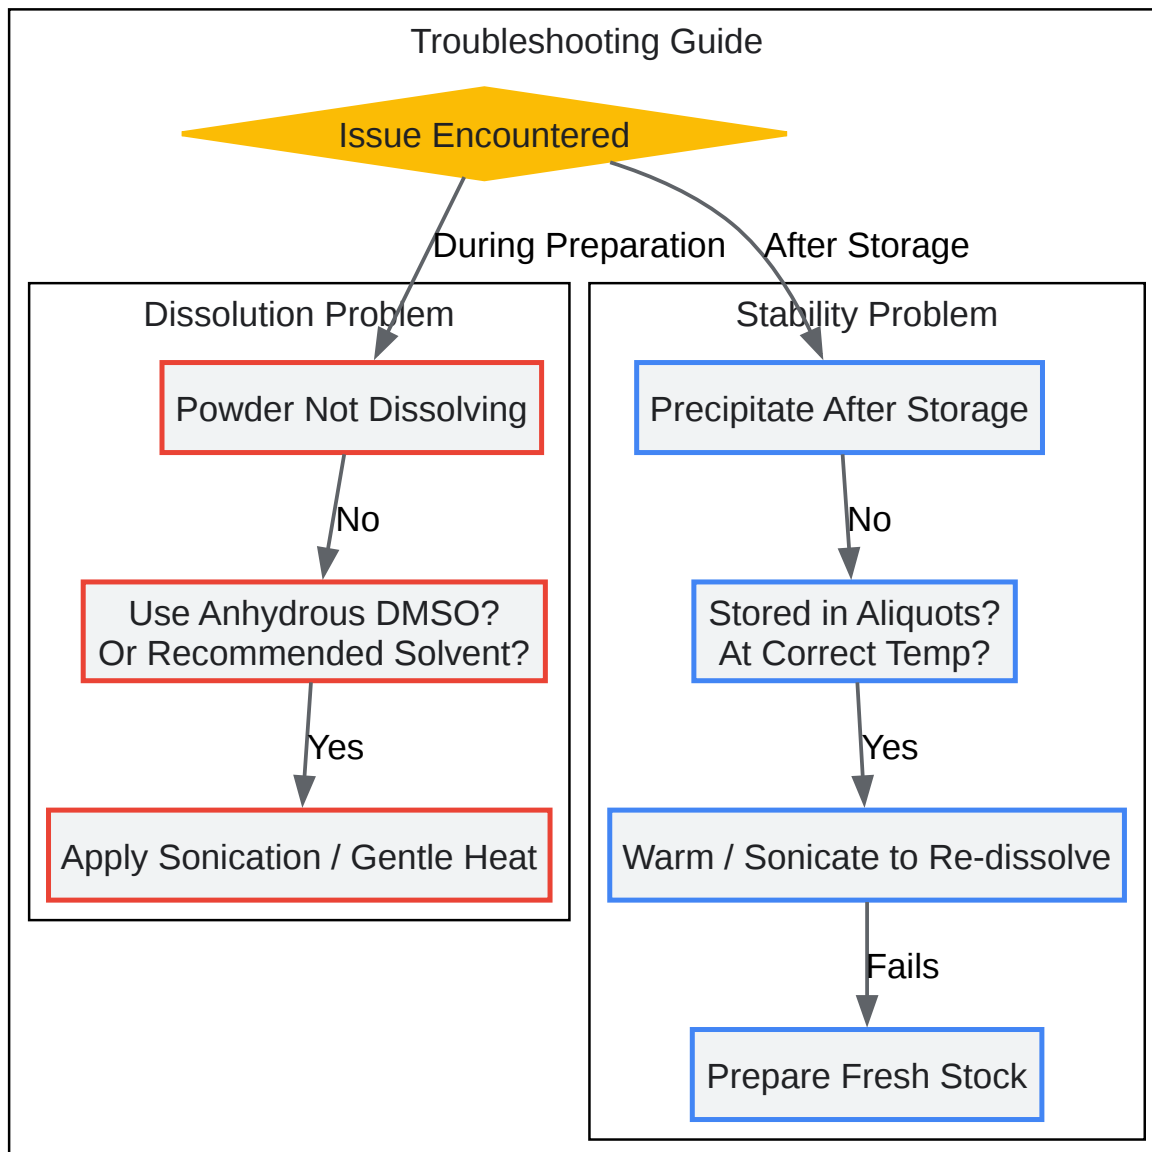 Troubleshooting Guide
Issue Encountered
During Preparation
After Storage
Dissolution Problem
Powder Not Dissolving
No
Use Anhydrous DMSO?
Or Recommended Solvent?
Yes
Apply Sonication / Gentle Heat
Stability Problem
Precipitate After Storage
No
Stored in Aliquots?
At Correct Temp?
Yes
Warm / Sonicate to Re-dissolve
Fails
Prepare Fresh Stock